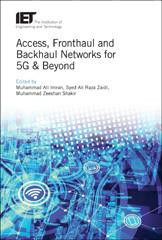 IET The Institution of
Engineering and Technology
Access, Fronthaul and
Backhaul Networks for
5G & Beyond
Edited by
Muhammad Ali Imran, Syed Ali Raza Zaidi,
Muhammad Zeeshan Shakir